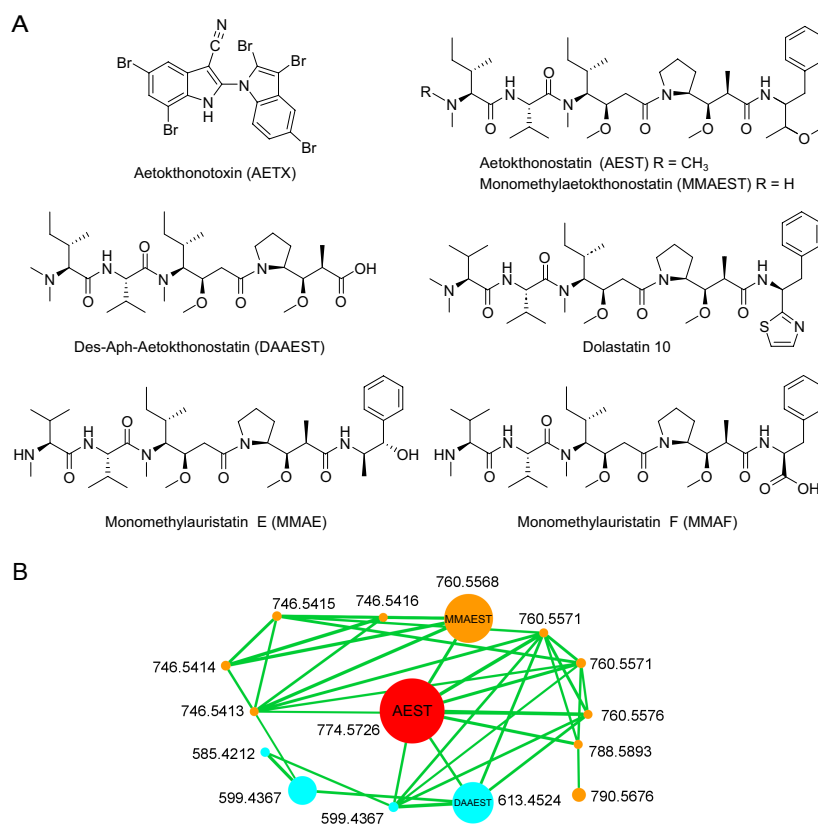 A
N
Br
Br
Br
N
N
H
Br
Br
Aetokthonotoxin (AETX)
R
N
O
H
N
O
N
O
O
N
O
O
H
N
O
Aetokthonostatin (AEST) R = CH3
Monomethylaetokthonostatin (MMAEST) R = H
N
O
H
N
O
N
O
O
N
O
O
OH
Des-Aph-Aetokthonostatin (DAAEST)
N
O
H
N
O
N
O
O
N
O
O
H
N
S
N
Dolastatin 10
HN
O
H
N
O
N
O
O
N
O
O
H
N
OH
Monomethylauristatin E (MMAE)
HN
O
H
N
O
N
O
O
N
O
O
H
N
O
OH
Monomethylauristatin F (MMAF)
B
760.5568
746.5415
746.5416
MMAEST
760.5571
746.5414
760.5571
746.5413
AEST
774.5726
760.5576
585.4212
788.5893
599.4367
599.4367
DAAEST
613.4524
790.5676